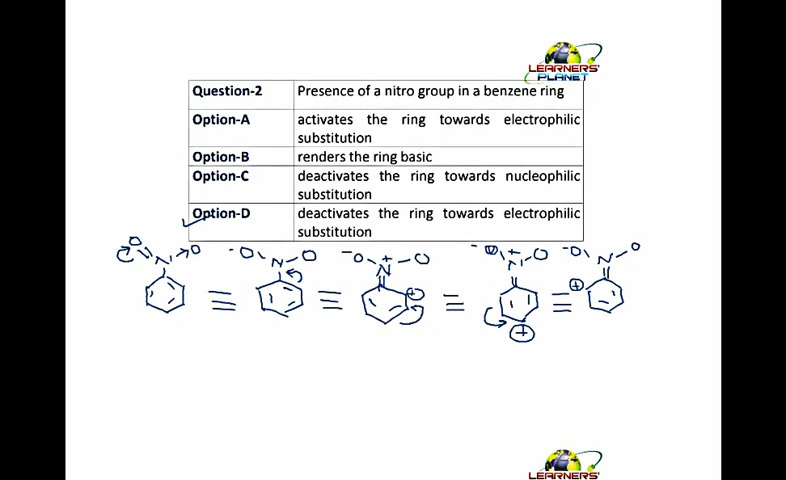 LEARNERS'
PLANET
Question-2 Presence of a nitro group in a benzene ring
Option-A activates the ring towards electrophilic
substitution
Option-B renders the ring basic
Option-C deactivates the ring towards nucleophilic
substitution
Option-D deactivates the ring towards electrophilic
substitution
LEARNERS'